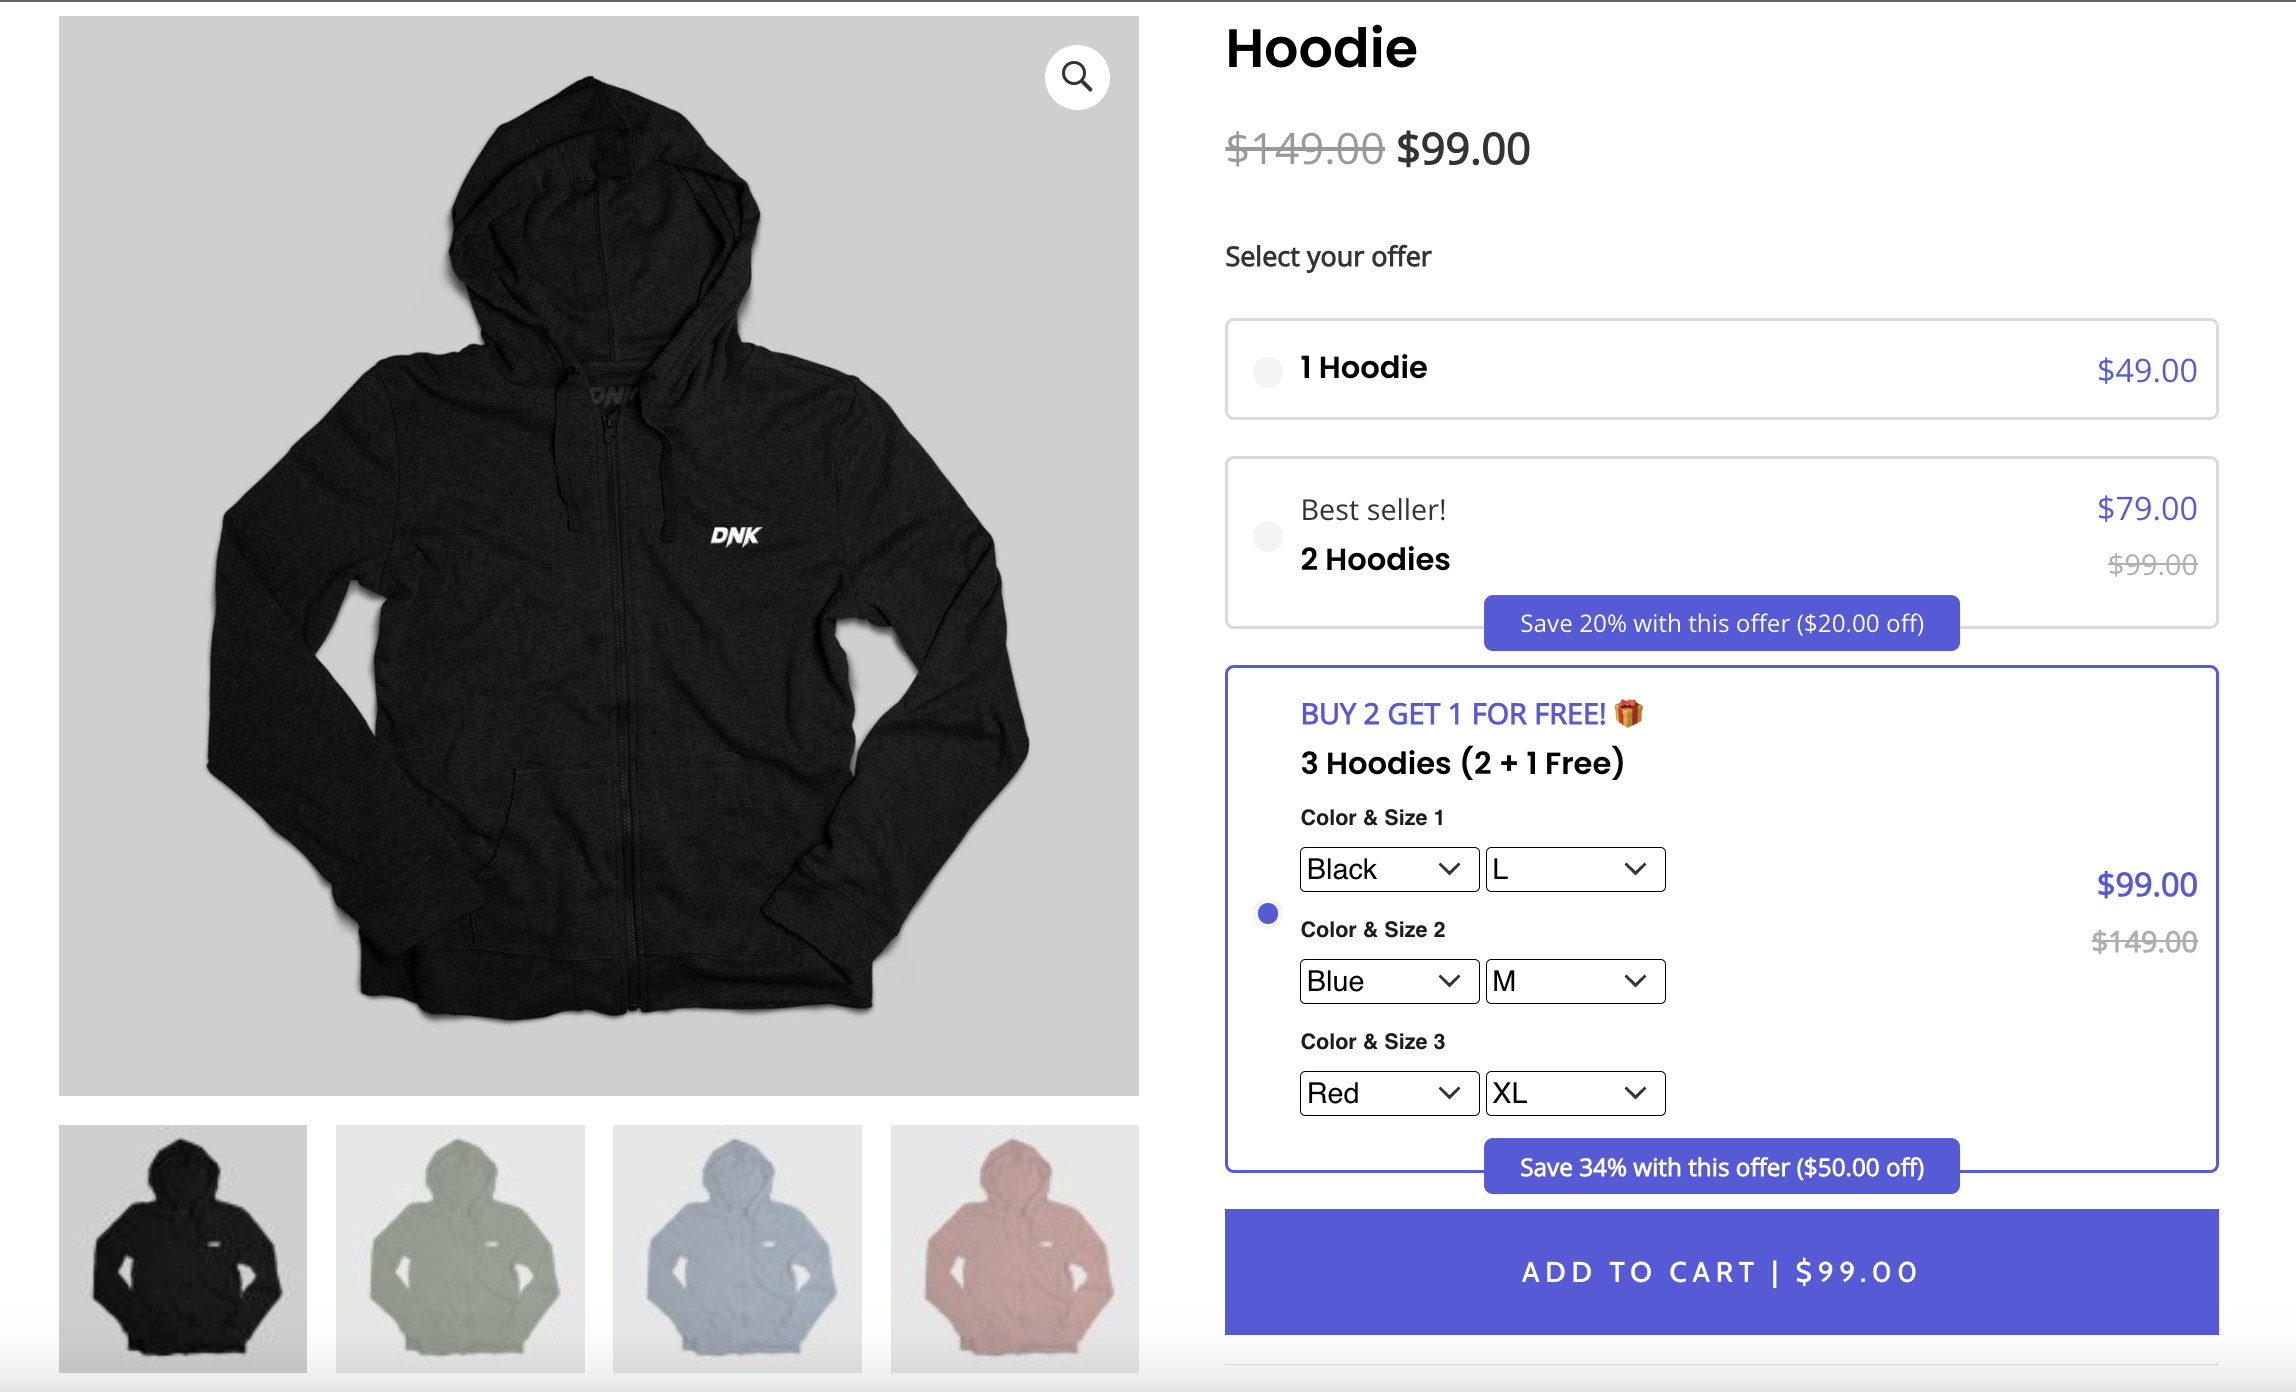 DNK
DNK
Hoodie
$149.00 $99.00
Select your offer
1 Hoodie
$49.00
Best seller!
2 Hoodies
$79.00
$99.00
Save 20% with this offer ($20.00 off)
BUY 2 GET 1 FOR FREE! 🎁
3 Hoodies (2 + 1 Free)
Color & Size 1
Black L
Color & Size 2
Blue M
Color & Size 3
Red XL
$99.00
$149.00
Save 34% with this offer ($50.00 off)
ADD TO CART | $99.00